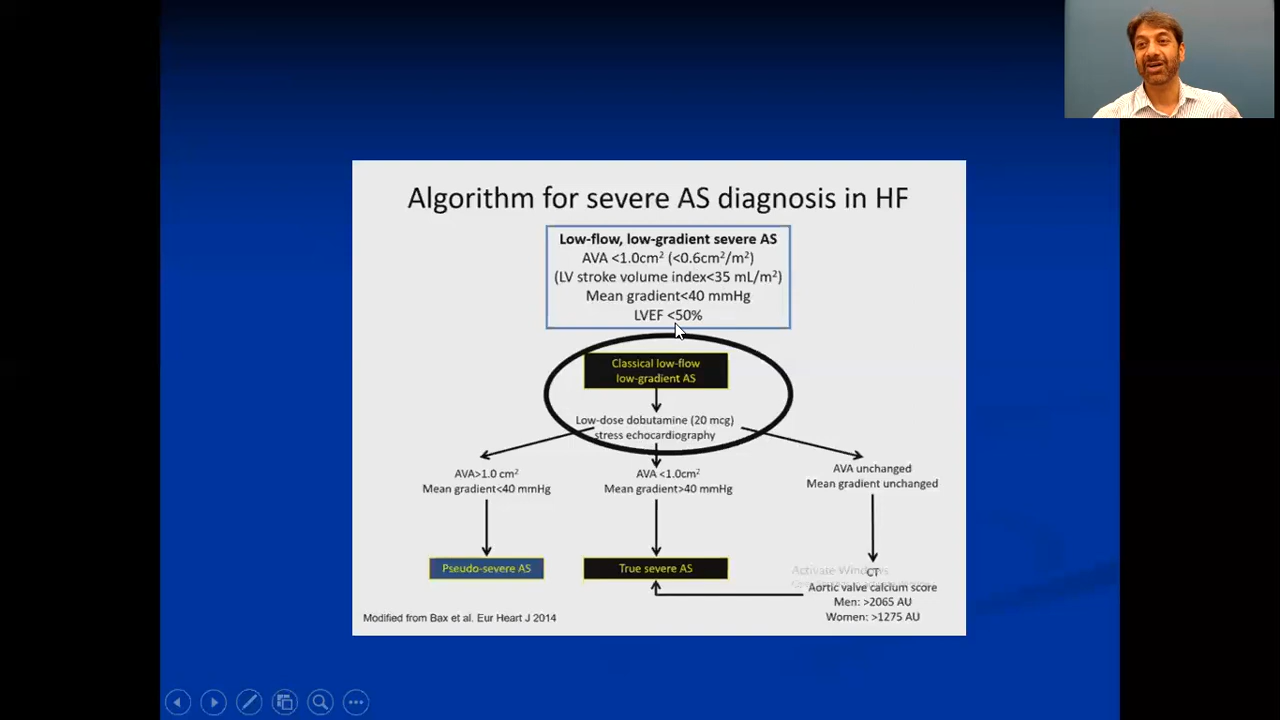 Algorithm for severe AS diagnosis in HF
Low-flow, low-gradient severe AS
AVA <1.0cm² (<0.6cm²/m²)
(LV stroke volume index<35 mL/m²)
Mean gradient<40 mmHg
LVEF <50%
Classical low-flow
low-gradient AS
Low-dose dobutamine (20 mcg)
stress echocardiography
AVA>1.0 cm²
Mean gradient<40 mmHg
AVA <1.0cm²
Mean gradient>40 mmHg
AVA unchanged
Mean gradient unchanged
Pseudo-severe AS
True severe AS
Activate Windows
CT
Aortic valve calcium score
Men: >2065 AU
Women: >1275 AU
Modified from Bax et al. Eur Heart J 2014